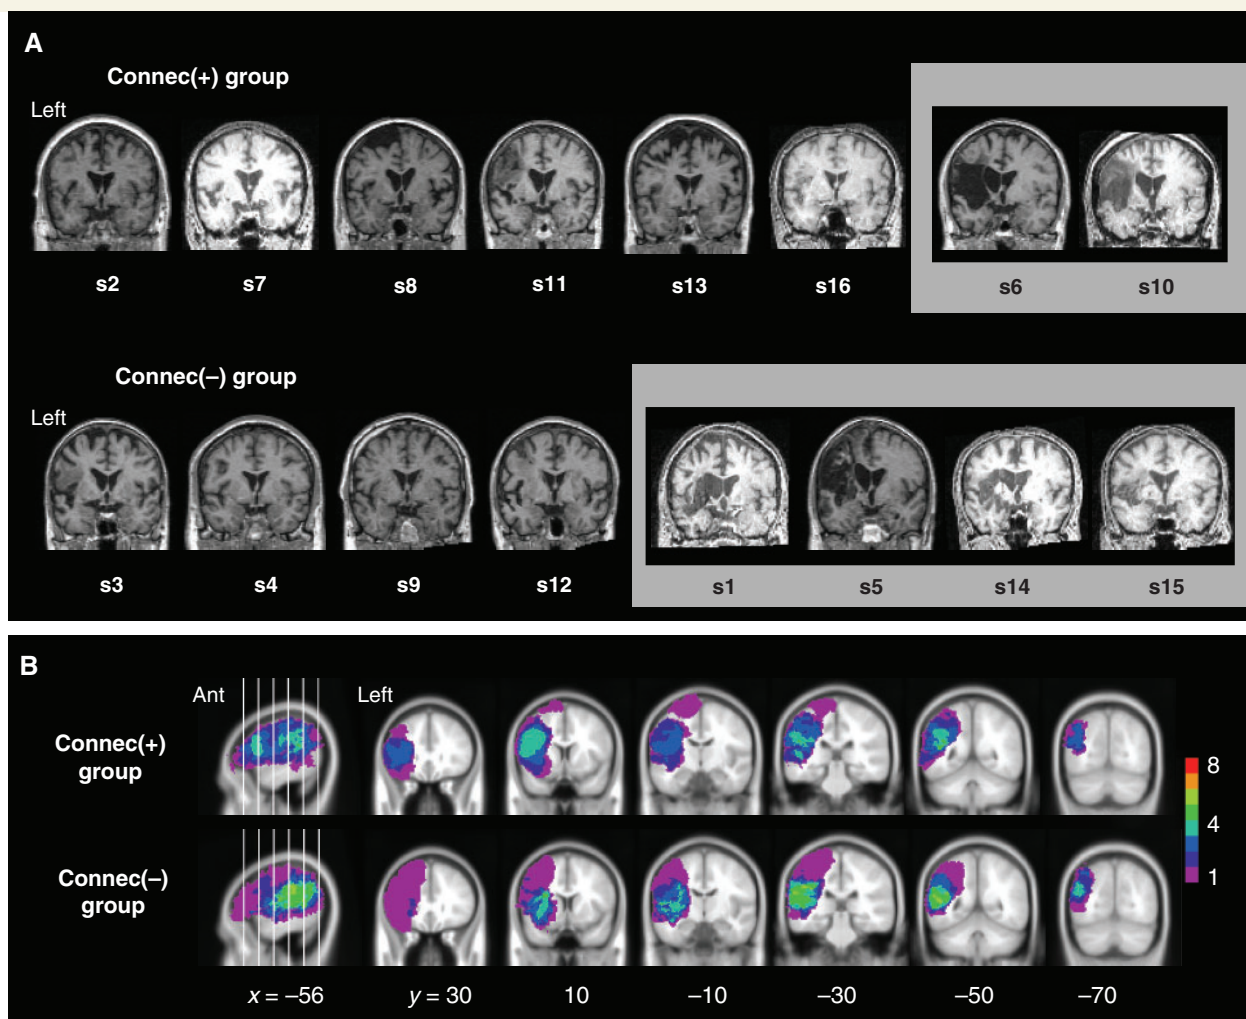 A
Connec(+) group
Left
s2 s7 s8 s11 s13 s16 s6 s10
Connec(–) group
Left
s3 s4 s9 s12 s1 s5 s14 s15
B
Ant Left
Connec(+)
group
8
4
1
Connec(–)
group
x = –56 y = 30 10 –10 –30 –50 –70